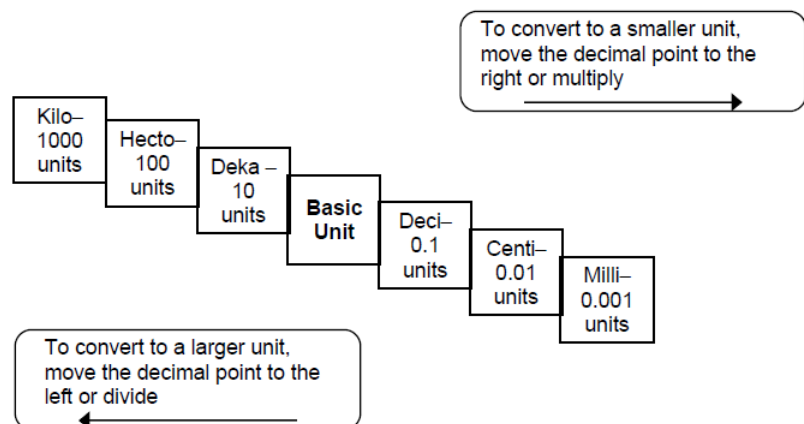 To convert to a smaller unit,
move the decimal point to the
right or multiply
Kilo–
1000
units
Hecto–
100
units
Deka –
10
units
Basic
Unit
Deci–
0.1
units
Centi–
0.01
units
Milli–
0.001
units
To convert to a larger unit,
move the decimal point to the
left or divide